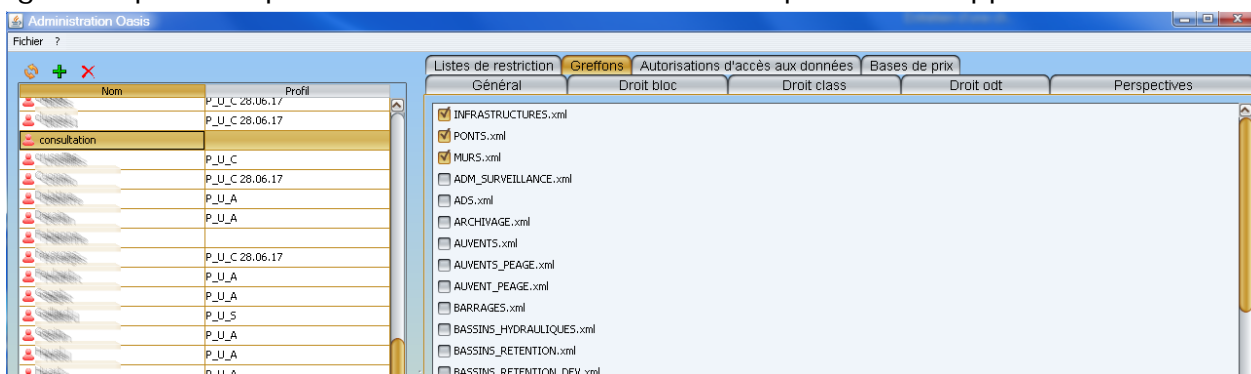 Administration Oasis
Fichier ?
Listes de restriction Greffons Autorisations d'accès aux données Bases de prix
Général Droit bloc Droit class Droit odt Perspectives
Nom Profil
P_U_C 28.06.17
P_U_C 28.06.17
consultation
P_U_C
P_U_C 28.06.17
P_U_A
P_U_A
P_U_C 28.06.17
P_U_A
P_U_A
P_U_S
P_U_A
P_U_A
P_U_A
INFRASTRUCTURES.xml
PONTS.xml
MURS.xml
ADM_SURVEILLANCE.xml
ADS.xml
ARCHIVAGE.xml
AUVENTS.xml
AUVENTS_PEAGE.xml
AUVENT_PEAGE.xml
BARRAGES.xml
BASSINS_HYDRAULIQUES.xml
BASSINS_RETENTION.xml
BASSINS_RETENTION_DEV.xml